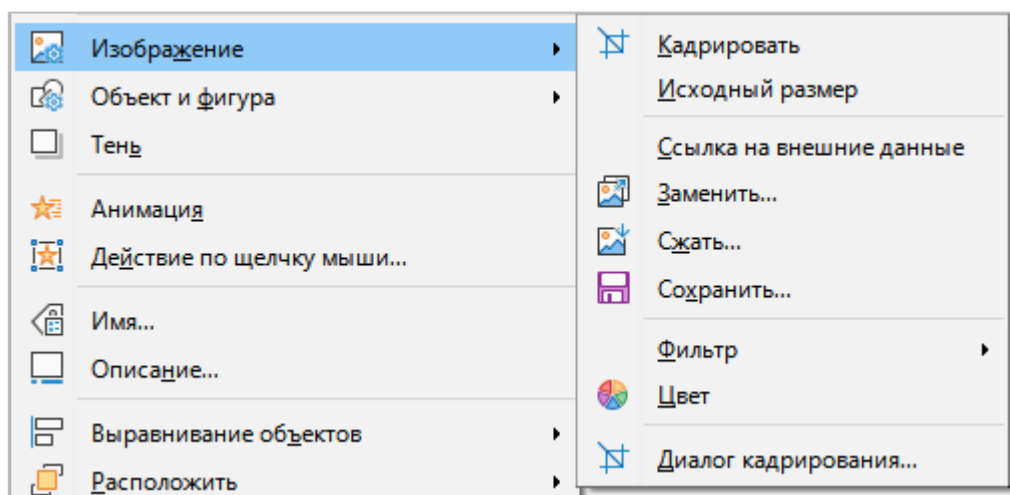 Изображение
Объект и фигура
Тень
Анимация
Действие по щелчку мыши...
Имя...
Описание...
Выравнивание объектов
Расположить
Кадрировать
Исходный размер
Ссылка на внешние данные
Заменить...
Сжать...
Сохранить...
Фильтр
Цвет
Диалог кадрирования...